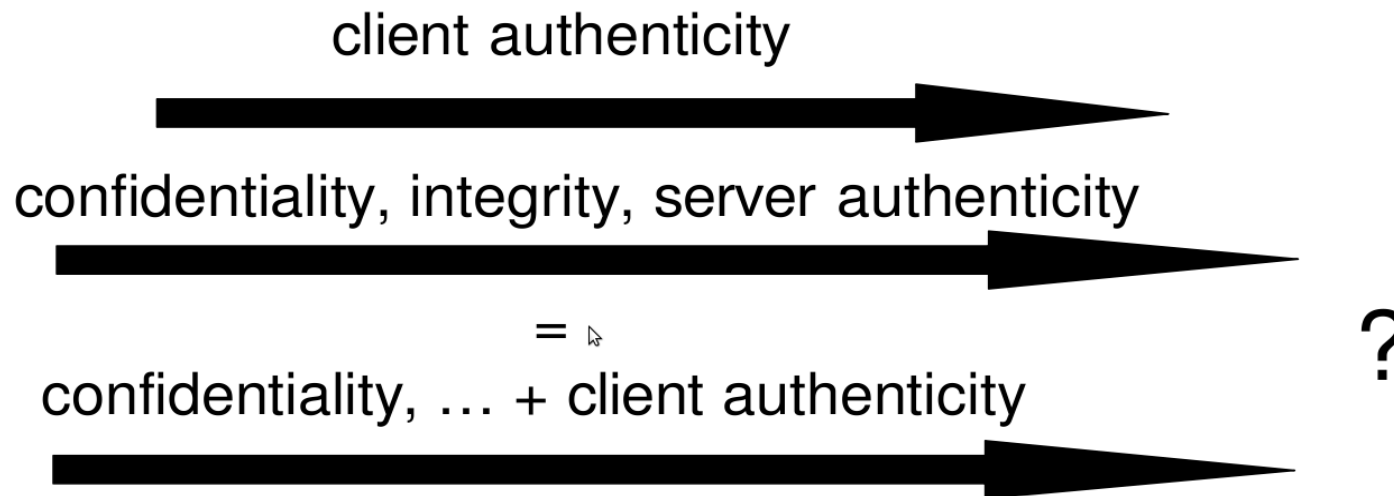 client authenticity
confidentiality, integrity, server authenticity
=
?
confidentiality, … + client authenticity